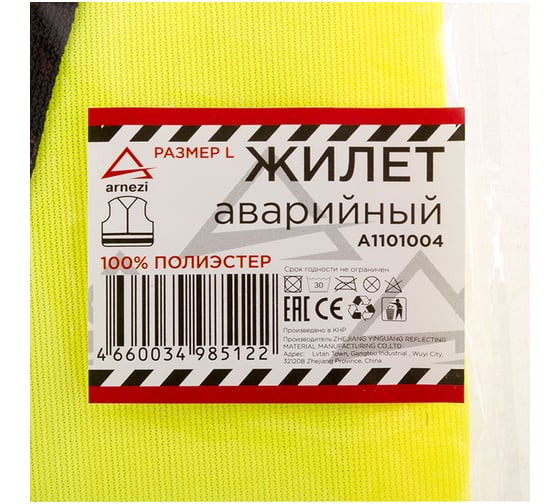 РАЗМЕР L
ЖИЛЕТ
arnezi
аварийный
A1101004
100% ПОЛИЭСТЕР
Срок годности не ограничен
30
EAC CE
Произведено в КНР
Производитель:ZHEJIANG YINGUANG REFLECTING
MATERIAL MANUFACTURING CO.,LTD
Адрес: Lvtan Town, Gangtou Industrial , Wuyi City,
321208 Zhejiang Province, China
4 660034 985122